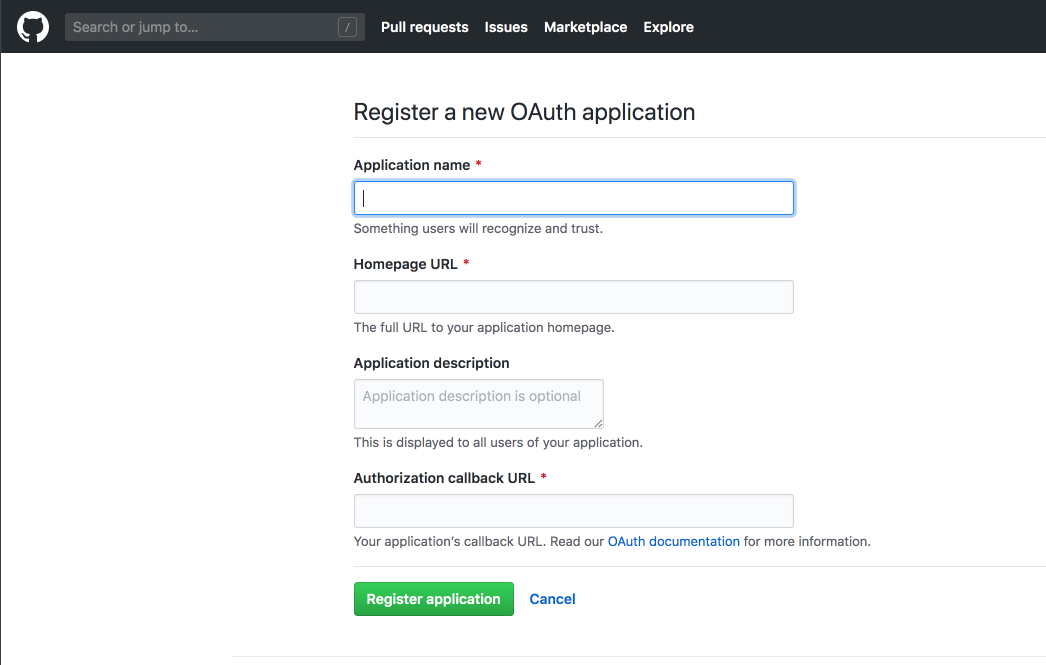 Search or jump to...
/
Pull requests
Issues
Marketplace
Explore
Register a new OAuth application
Application name *
Something users will recognize and trust.
Homepage URL *
The full URL to your application homepage.
Application description
Application description is optional
This is displayed to all users of your application.
Authorization callback URL *
Your application's callback URL. Read our OAuth documentation for more information.
Register application
Cancel